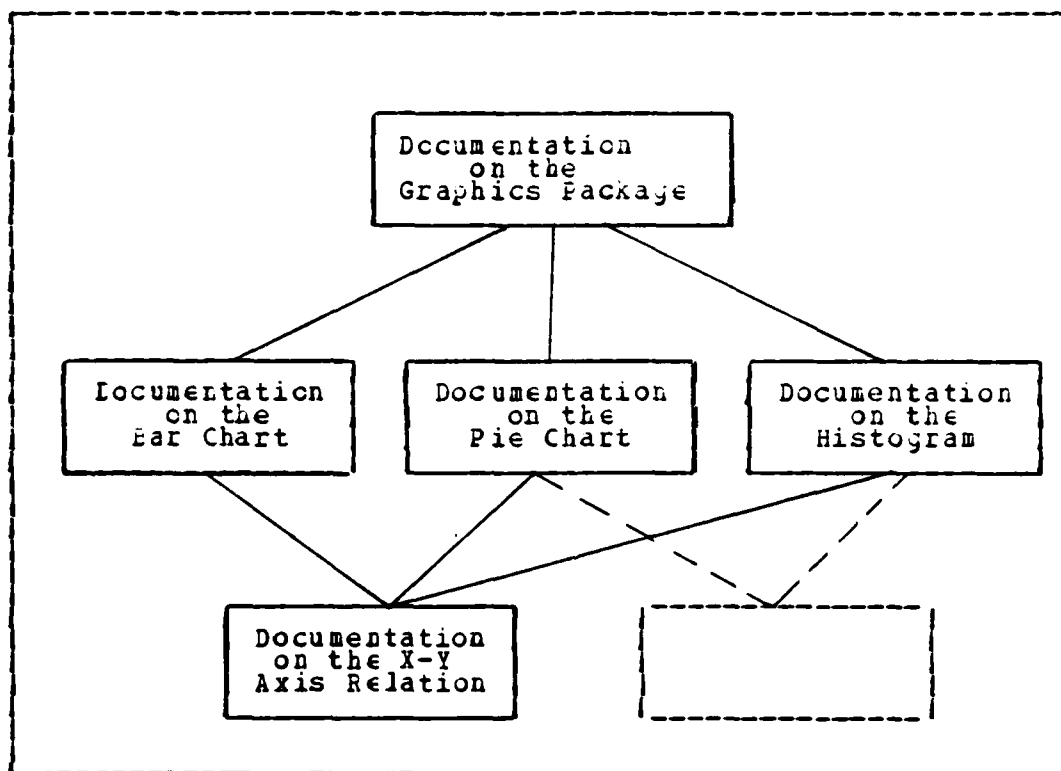 Documentation
on the
Graphics Package
Documentation
on the
Bar Chart
Documentation
on the
Pie Chart
Documentation
on the
Histogram
Documentation
on the X-Y
Axis Relation